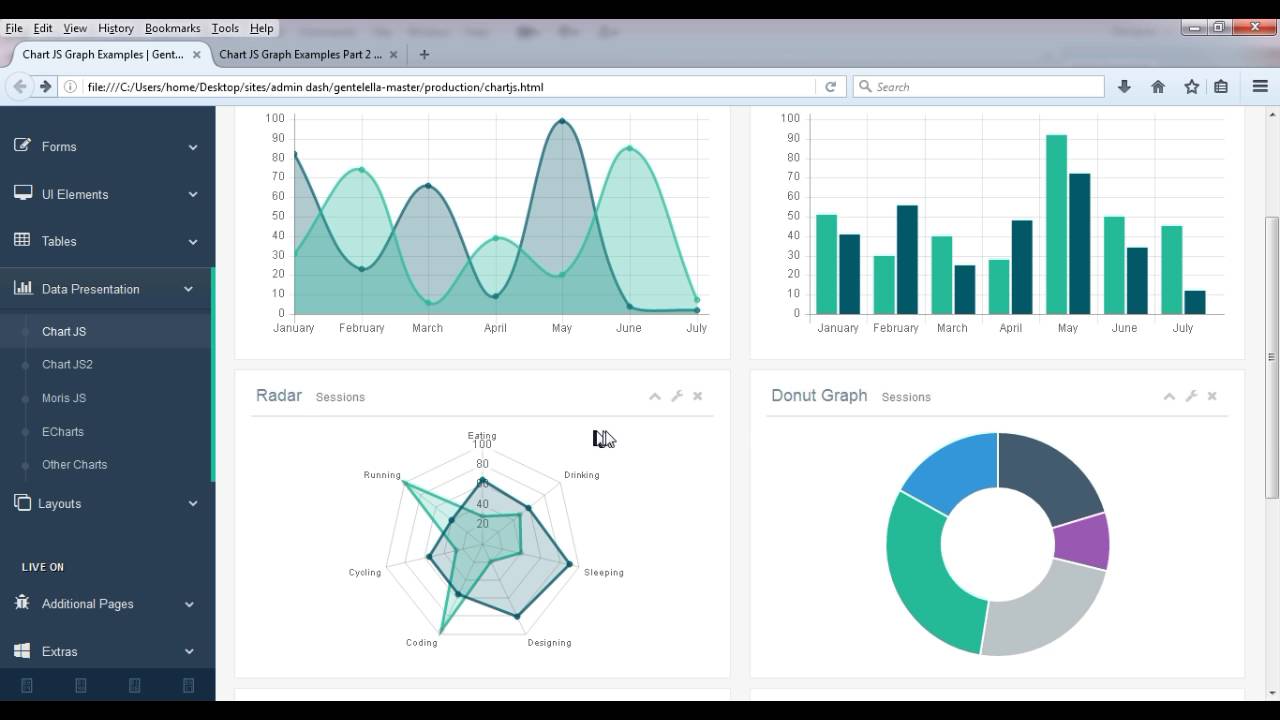 File Edit View History Bookmarks Tools Help
Chart JS Graph Examples | Gent...
Chart JS Graph Examples Part 2 ...
file:///C:/Users/home/Desktop/sites/admin dash/gentelella-master/production/chartjs.html
Search
Forms
UI Elements
Tables
Data Presentation
Chart JS
Chart JS2
Moris JS
ECharts
Other Charts
Layouts
LIVE ON
Additional Pages
Extras
100
90
80
70
60
50
40
30
20
10
0
January February March April May June July
100
90
80
70
60
50
40
30
20
10
0
January February March April May June July
Radar Sessions
Eating
100
80
60
40
20
Running
Drinking
Cycling
Sleeping
Coding
Designing
Donut Graph Sessions